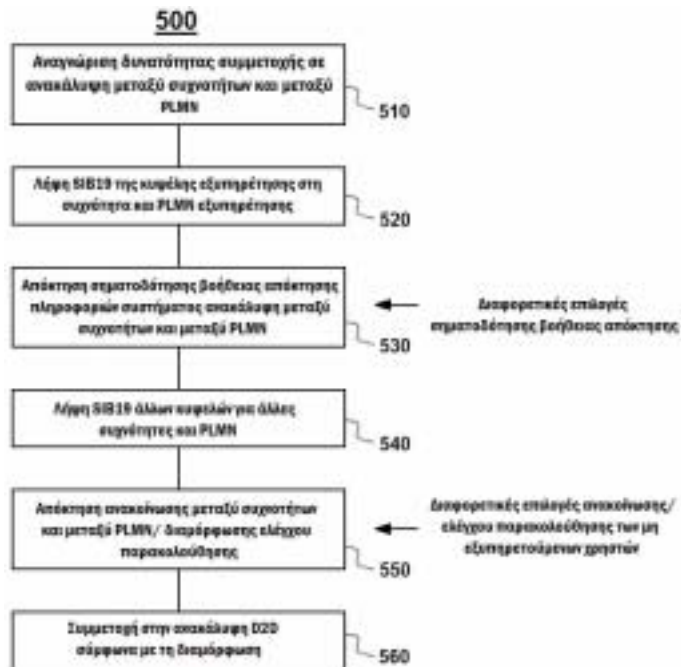 500
Αναγνώριση δυνατότητας συμμετοχής σε
ανακάλυψη μεταξύ συχνοτήτων και μεταξύ
PLMN
510
Λήψη SIB19 της κυψέλης εξυπηρέτησης στη
συχνότητα και PLMN εξυπηρέτησης
520
Απόκτηση σηματοδότησης βοήθειας απόκτησης
πληροφοριών συστήματος ανακάλυψη μεταξύ
συχνοτήτων και μεταξύ PLMN
530
Διαφορετικές επιλογές
σηματοδότησης βοήθειας απόκτησης
Λήψη SIB19 άλλων κυψελών για άλλες
συχνότητες και PLMN
540
Απόκτηση ανακοίνωσης μεταξύ συχνοτήτων
και μεταξύ PLMN/ διαμόρφωσης ελέγχου
παρακολούθησης
550
Διαφορετικές επιλογές ανακοίνωσης/
ελέγχου παρακολούθησης των μη
εξυπηρετούμενων χρηστών
Συμμετοχή στην ανακάλυψη D2D
σύμφωνα με τη διαμόρφωση
560